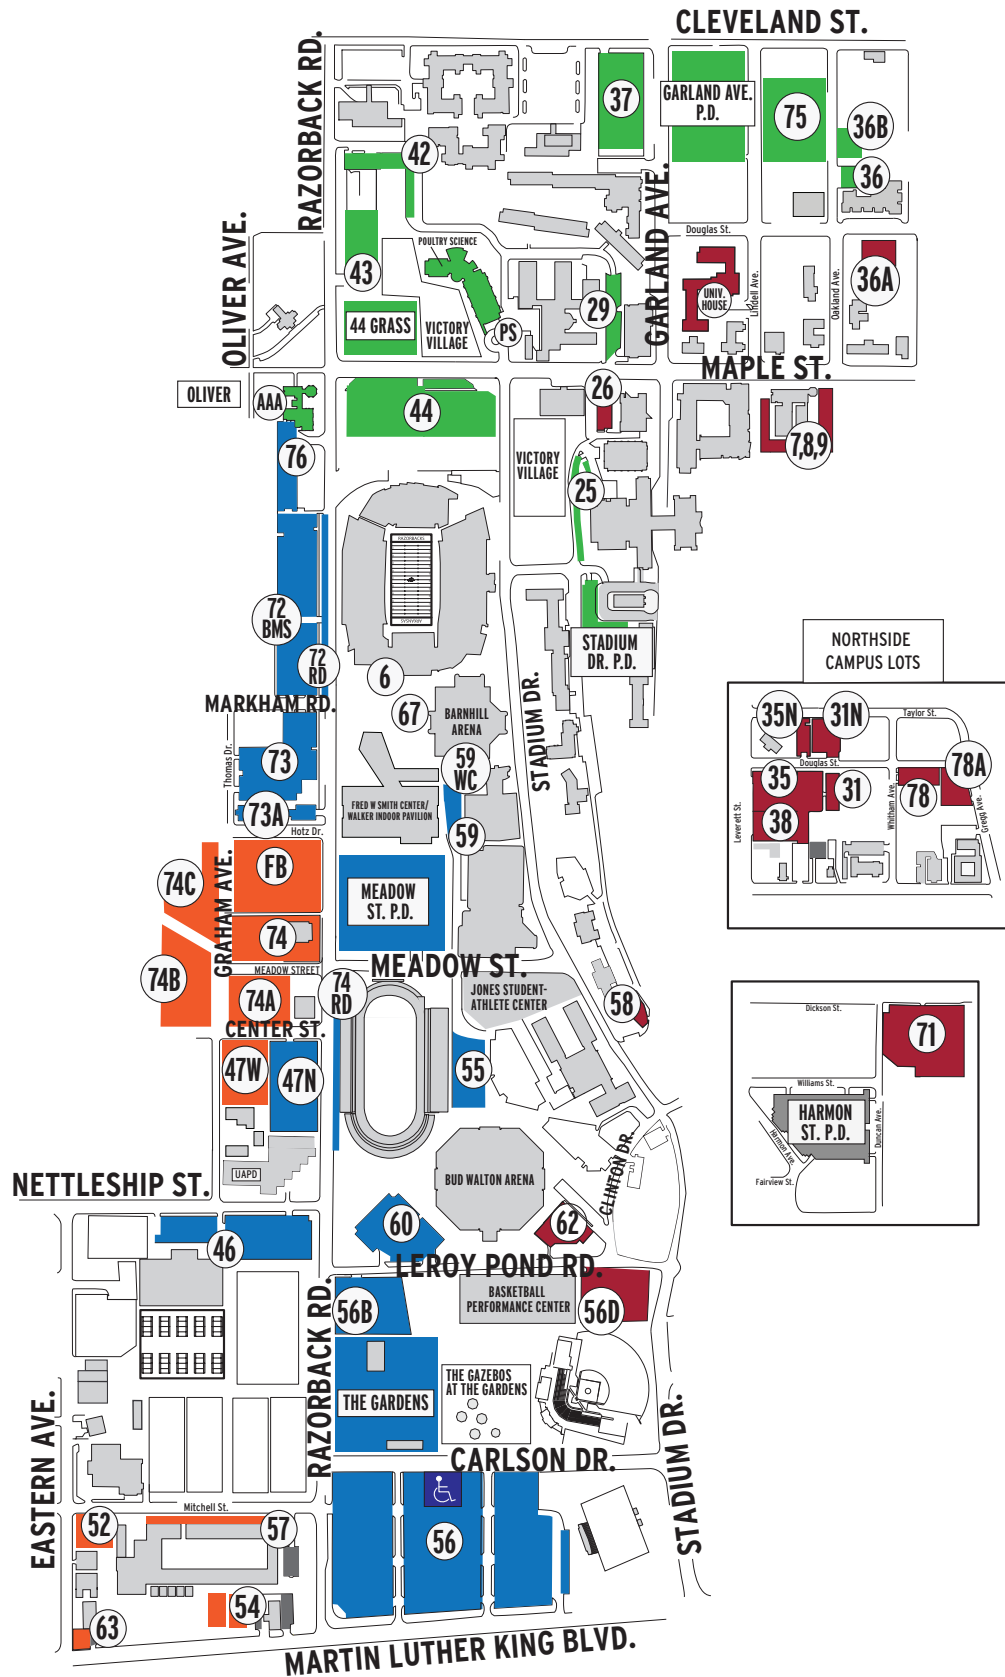 CLEVELAND ST.
RAZORBACK RD.
37
GARLAND AVE.
P.D.
75
36B
36
42
GARLAND AVE.
Douglas St.
OLIVER AVE.
43
POULTRY SCIENCE
UNIV.
HOUSE
Lindell Ave.
Oakland Ave.
36A
44 GRASS
VICTORY
VILLAGE
PS
29
MAPLE ST.
OLIVER
AAA
44
26
7,8,9
76
VICTORY
VILLAGE
25
RAZORBACKS
ARKANSAS
72
BMS
72
RD
6
STADIUM
DR. P.D.
NORTHSIDE
CAMPUS LOTS
MARKHAM RD.
67
BARNHILL
ARENA
STADIUM DR.
35N
31N
Taylor St.
Thomas Dr.
73
59
WC
Douglas St.
35
31
78
78A
73A
Hotz Dr.
FRED W SMITH CENTER/
WALKER INDOOR PAVILION
59
Leverett St.
38
Whitham Ave.
Gregg Ave.
74C
GRAHAM AVE.
FB
MEADOW
ST. P.D.
74
74B
MEADOW STREET
MEADOW ST.
74A
74
RD
JONES STUDENT-
ATHLETE CENTER
58
Dickson St.
71
CENTER ST.
47W
47N
55
Williams St.
HARMON
ST. P.D.
Duncan Ave.
Harmon Ave.
Fairview St.
UAPD
BUD WALTON ARENA
CLINTON DR.
NETTLESHIP ST.
46
60
62
LEROY POND RD.
RAZORBACK RD.
56B
BASKETBALL
PERFORMANCE CENTER
56D
THE GARDENS
THE GAZEBOS
AT THE GARDENS
EASTERN AVE.
CARLSON DR.
STADIUM DR.
Mitchell St.
52
57
56
54
63
MARTIN LUTHER KING BLVD.